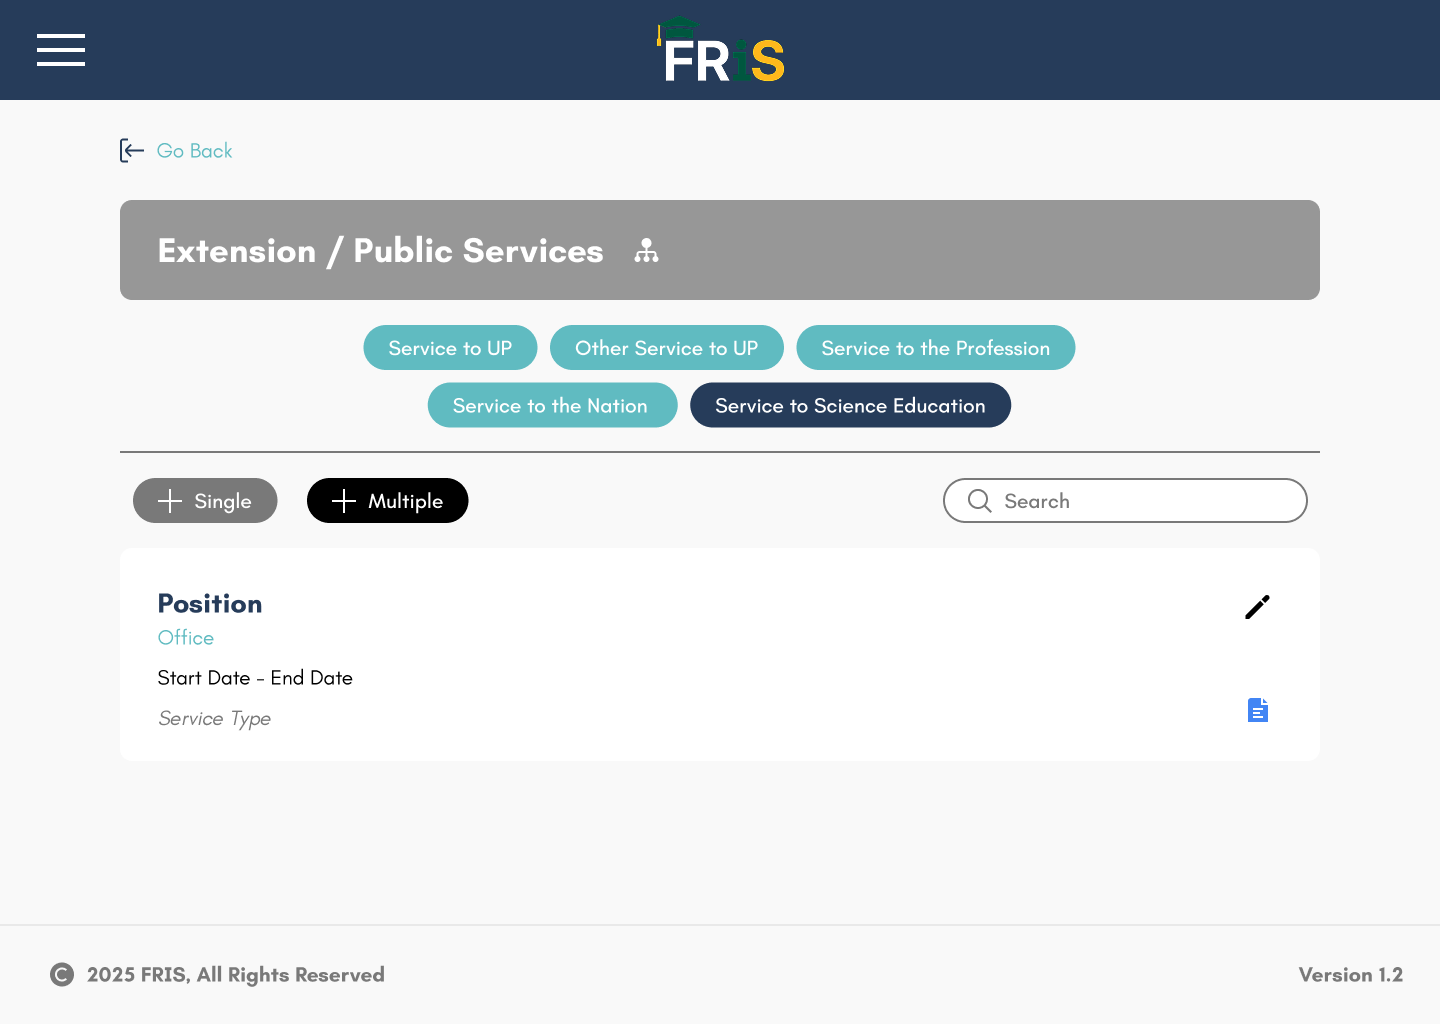 FRiS
Go Back
Extension / Public Services
Service to UP
Other Service to UP
Service to the Profession
Service to the Nation
Service to Science Education
Single
Multiple
Search
Position
Office
Start Date - End Date
Service Type
© 2025 FRIS, All Rights Reserved
Version 1.2